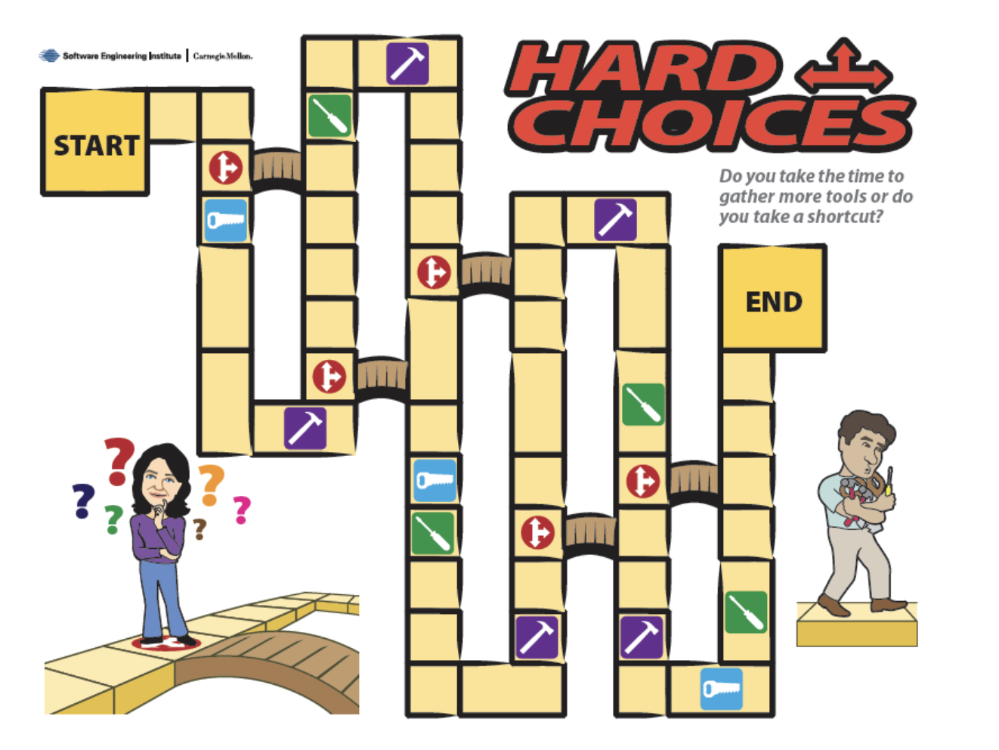 Software Engineering Institute | Carnegie Mellon.
HARD
CHOICES
START
Do you take the time to
gather more tools or do
you take a shortcut?
END
? ? ? ? ? ?